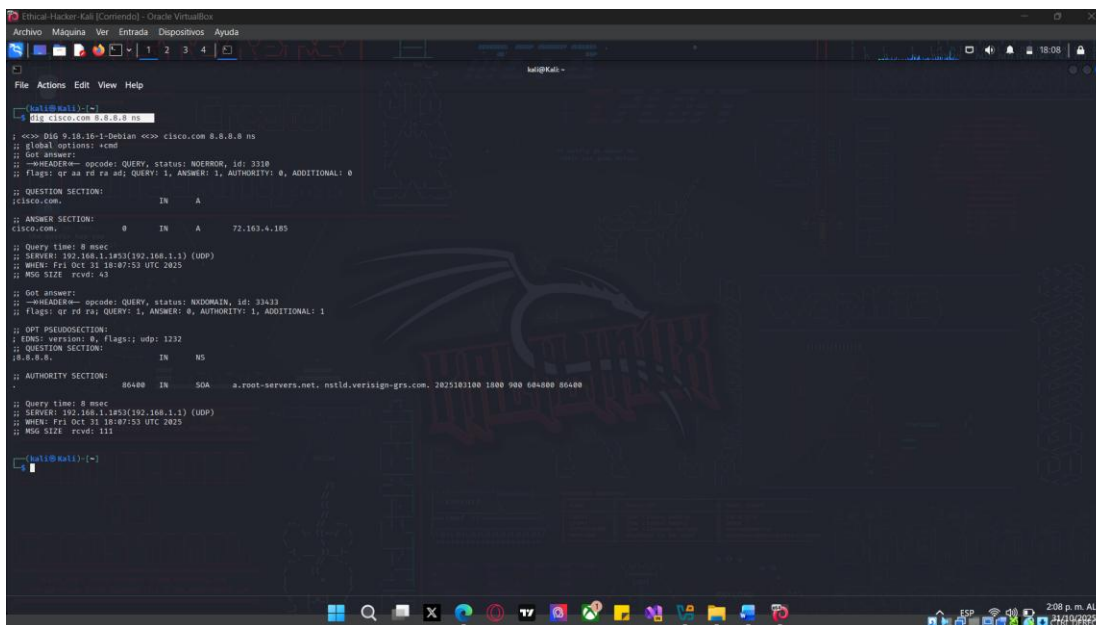 Ethical-Hacker-Kali [Corriendo] - Oracle VirtualBox
Archivo Máquina Ver Entrada Dispositivos Ayuda
1 2 3 4 18:08
kali@Kali: ~
File Actions Edit View Help
(kali㉿Kali)-[~]
$ dig cisco.com 8.8.8.8 ns
; <<>> DiG 9.18.16-1-Debian <<>> cisco.com 8.8.8.8 ns
;; global options: +cmd
;; Got answer:
;; ->>HEADER<<- opcode: QUERY, status: NOERROR, id: 3310
;; flags: qr aa rd ra ad; QUERY: 1, ANSWER: 1, AUTHORITY: 0, ADDITIONAL: 0
;; QUESTION SECTION:
;cisco.com. IN A
;; ANSWER SECTION:
cisco.com. 0 IN A 72.163.4.185
;; Query time: 8 msec
;; SERVER: 192.168.1.1#53(192.168.1.1) (UDP)
;; WHEN: Fri Oct 31 18:07:53 UTC 2025
;; MSG SIZE rcvd: 43
;; Got answer:
;; ->>HEADER<<- opcode: QUERY, status: NXDOMAIN, id: 33433
;; flags: qr rd ra; QUERY: 1, ANSWER: 0, AUTHORITY: 1, ADDITIONAL: 1
;; OPT PSEUDOSECTION:
; EDNS: version: 0, flags:; udp: 1232
;; QUESTION SECTION:
;8.8.8.8. IN NS
;; AUTHORITY SECTION:
. 86400 IN SOA a.root-servers.net. nstld.verisign-grs.com. 2025103100 1800 900 604800 86400
;; Query time: 8 msec
;; SERVER: 192.168.1.1#53(192.168.1.1) (UDP)
;; WHEN: Fri Oct 31 18:07:53 UTC 2025
;; MSG SIZE rcvd: 111
(kali㉿Kali)-[~]
$
ESP 2:08 p. m.
31/10/2025